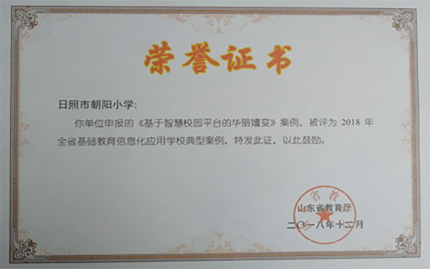 荣誉证书
日照市朝阳小学：
你单位申报的《基于智慧校园平台的华丽嬗变》案例，被评为 2018 年
全省基础教育信息化应用学校典型案例，特发此证，以此鼓励。
山东省教育厅
二〇一八年十二月